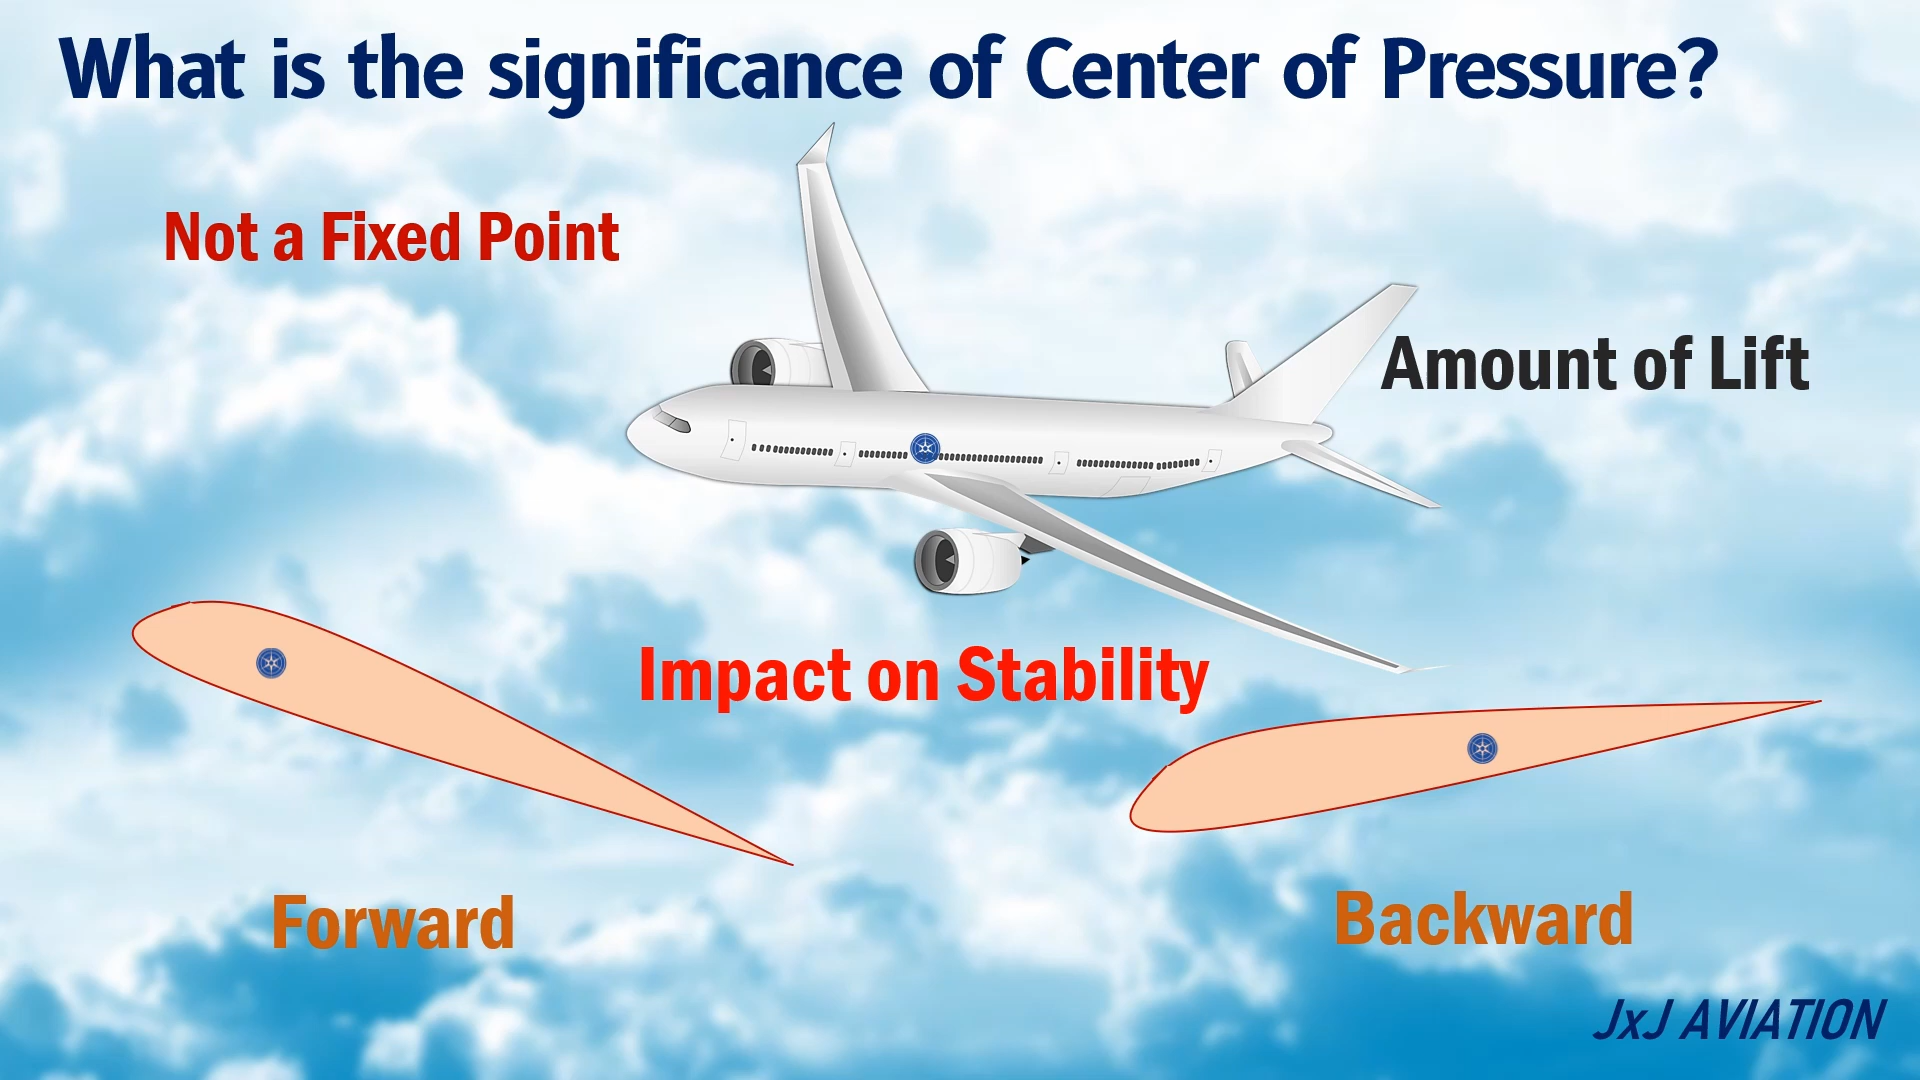 What is the significance of Center of Pressure?
Not a Fixed Point
Amount of Lift
Impact on Stability
Forward
Backward
JxJ AVIATION